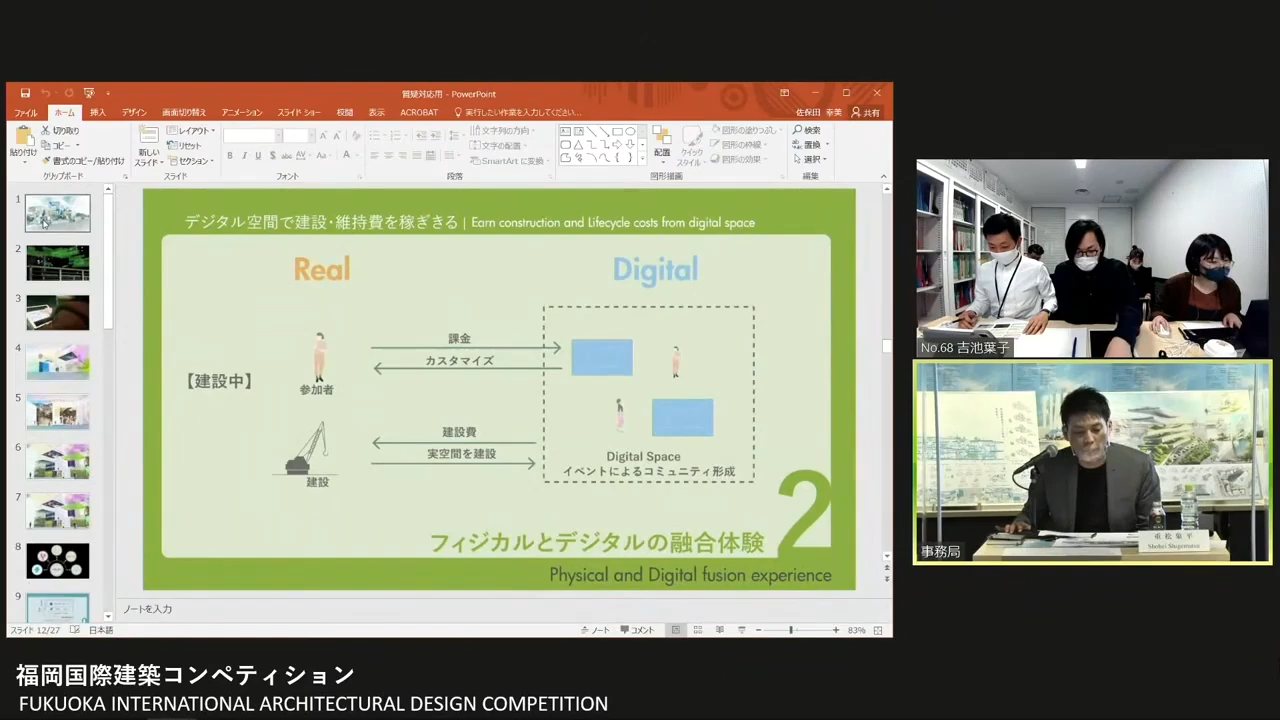 質疑対応用 - PowerPoint
ファイル
ホーム
挿入
デザイン
画面切り替え
アニメーション
スライド ショー
校閲
表示
ACROBAT
実行したい作業を入力してください...
佐保田 幸美
共有
貼り付け
切り取り
コピー
書式のコピー/貼り付け
クリップボード
新しい
スライド
レイアウト
リセット
セクション
スライド
フォント
文字列の方向
文字の配置
SmartArt に変換
段落
配置
クイック
スタイル
図形の塗りつぶし
図形の枠線
図形の効果
図形描画
検索
置換
選択
編集
1
2
3
4
5
6
7
8
9
デジタル空間で建設・維持費を稼ぎきる | Earn construction and Lifecycle costs from digital space
Real
Digital
【建設中】
参加者
課金
カスタマイズ
建設
建設費
実空間を建設
Digital Space
イベントによるコミュニティ形成
2
フィジカルとデジタルの融合体験
Physical and Digital fusion experience
ノートを入力
スライド 12/27
日本語
ノート
コメント
83%
No.68 吉池葉子
事務局
重松象平
Shohei Shigematsu
福岡国際建築コンペティション
FUKUOKA INTERNATIONAL ARCHITECTURAL DESIGN COMPETITION